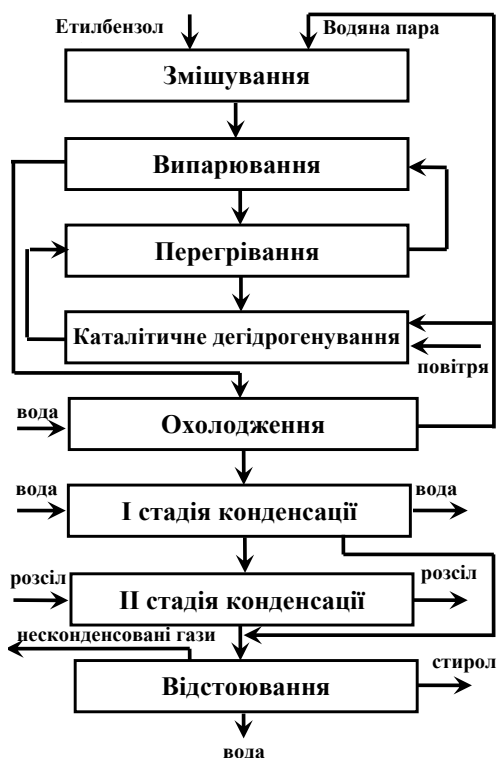 Етилбензол
Водяна пара
Змішування
Випарювання
Перегрівання
Каталітичне дегідрогенування
повітря
вода
Охолодження
вода
І стадія конденсації
вода
розсіл
ІІ стадія конденсації
розсіл
несконденсовані гази
Відстоювання
стирол
вода